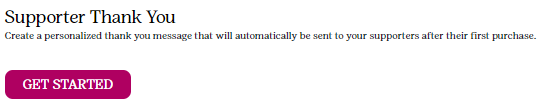 Supporter Thank You
Create a personalized thank you message that will automatically be sent to your supporters after their first purchase.
GET STARTED